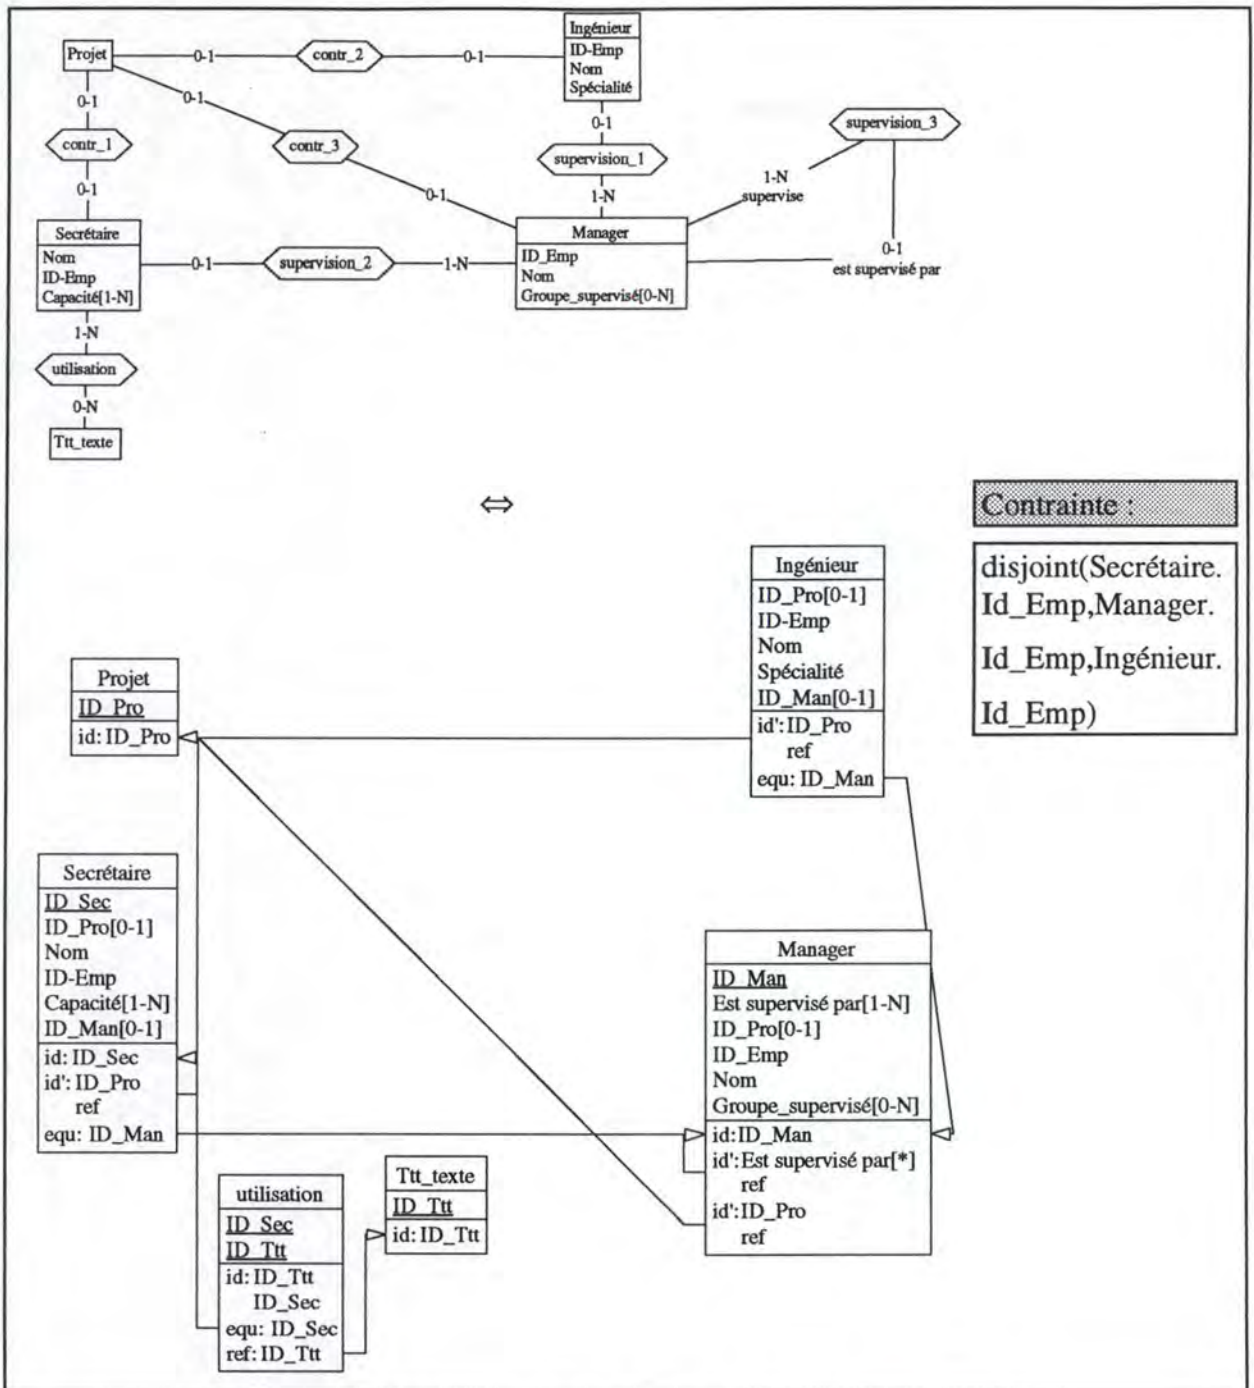 Projet
0-1
contr_2
0-1
Ingénieur
ID-Emp
Nom
Spécialité
0-1
0-1
0-1
supervision_3
contr_1
contr_3
supervision_1
0-1
0-1
1-N
1-N
supervise
Secrétaire
Nom
ID-Emp
Capacité[1-N]
0-1
supervision_2
1-N
Manager
ID_Emp
Nom
Groupe_supervisé[0-N]
0-1
est supervisé par
1-N
utilisation
0-N
Ttt_texte
⇔
Contrainte :
disjoint(Secrétaire.
Id_Emp,Manager.
Id_Emp,Ingénieur.
Id_Emp)
Ingénieur
ID_Pro[0-1]
ID-Emp
Nom
Spécialité
ID_Man[0-1]
id':ID_Pro
ref
equ: ID_Man
Projet
ID_Pro
id: ID_Pro
Secrétaire
ID_Sec
ID_Pro[0-1]
Nom
ID-Emp
Capacité[1-N]
ID_Man[0-1]
id: ID_Sec
id': ID_Pro
ref
equ: ID_Man
Manager
ID_Man
Est supervisé par[1-N]
ID_Pro[0-1]
ID_Emp
Nom
Groupe_supervisé[0-N]
id:ID_Man
id':Est supervisé par[*]
ref
id':ID_Pro
ref
utilisation
ID_Sec
ID_Ttt
id: ID_Ttt
ID_Sec
equ: ID_Sec
ref: ID_Ttt
Ttt_texte
ID_Ttt
id: ID_Ttt